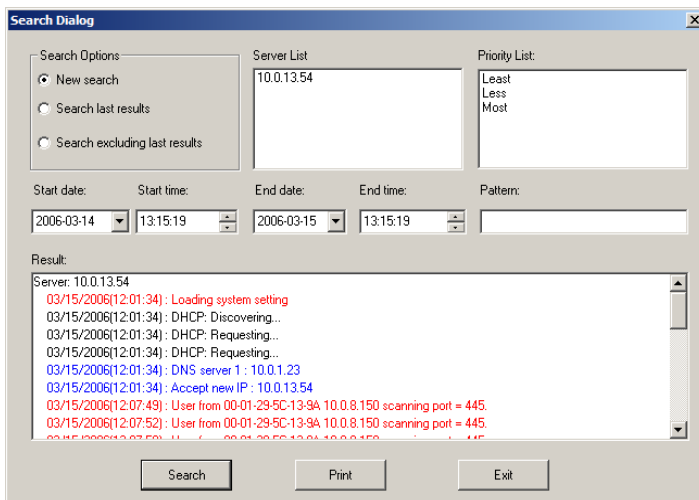 Search Dialog
Search Options
New search
Search last results
Search excluding last results
Server List
10.0.13.54
Priority List:
Least
Less
Most
Start date:
Start time:
End date:
End time:
Pattern:
2006-03-14
13:15:19
2006-03-15
13:15:19
Result:
Server: 10.0.13.54
03/15/2006(12:01:34) : Loading system setting
03/15/2006(12:01:34) : DHCP: Discovering...
03/15/2006(12:01:34) : DHCP: Requesting...
03/15/2006(12:01:34) : DHCP: Requesting...
03/15/2006(12:01:34) : DNS server 1 : 10.0.1.23
03/15/2006(12:01:34) : Accept new IP : 10.0.13.54
03/15/2006(12:07:49) : User from 00-01-29-5C-13-9A 10.0.8.150 scanning port = 445.
03/15/2006(12:07:52) : User from 00-01-29-5C-13-9A 10.0.8.150 scanning port = 445.
Search
Print
Exit